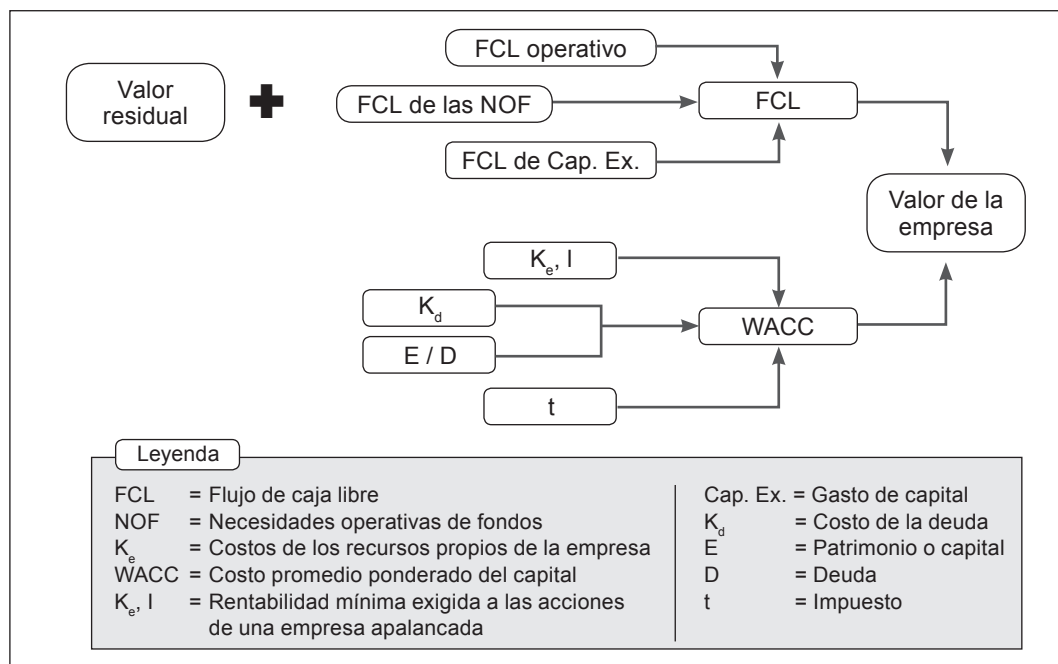 FCL operativo
Valor
residual
FCL de las NOF
FCL
FCL de Cap. Ex.
Valor de la
empresa
Ke, l
Kd
WACC
E / D
t
Leyenda
FCL = Flujo de caja libre
NOF = Necesidades operativas de fondos
Ke = Costos de los recursos propios de la empresa
WACC = Costo promedio ponderado del capital
Ke, l = Rentabilidad mínima exigida a las acciones
de una empresa apalancada
Cap. Ex. = Gasto de capital
Kd = Costo de la deuda
E = Patrimonio o capital
D = Deuda
t = Impuesto